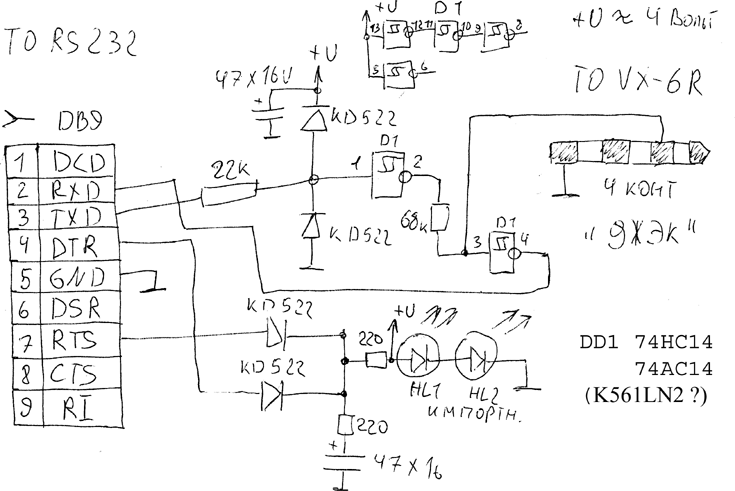 TO RS232
+U
D1
13 12 11 10 9 8
5 6
+U ≈ 4 Вольт
TO VX-6R
+U
47×16V
KD522
DB9
1 DCD
2 RXD
3 TXD
4 DTR
5 GND
6 DSR
7 RTS
8 CTS
9 RI
22K
1 D1 2
KD522
68к
3 D1 4
4 КОНТ
"ДЖЭК"
KD522
KD522
+U
220
HL1
HL2
импортн.
220
+ 47×16
DD1 74HC14
74AC14
(K561LN2 ?)